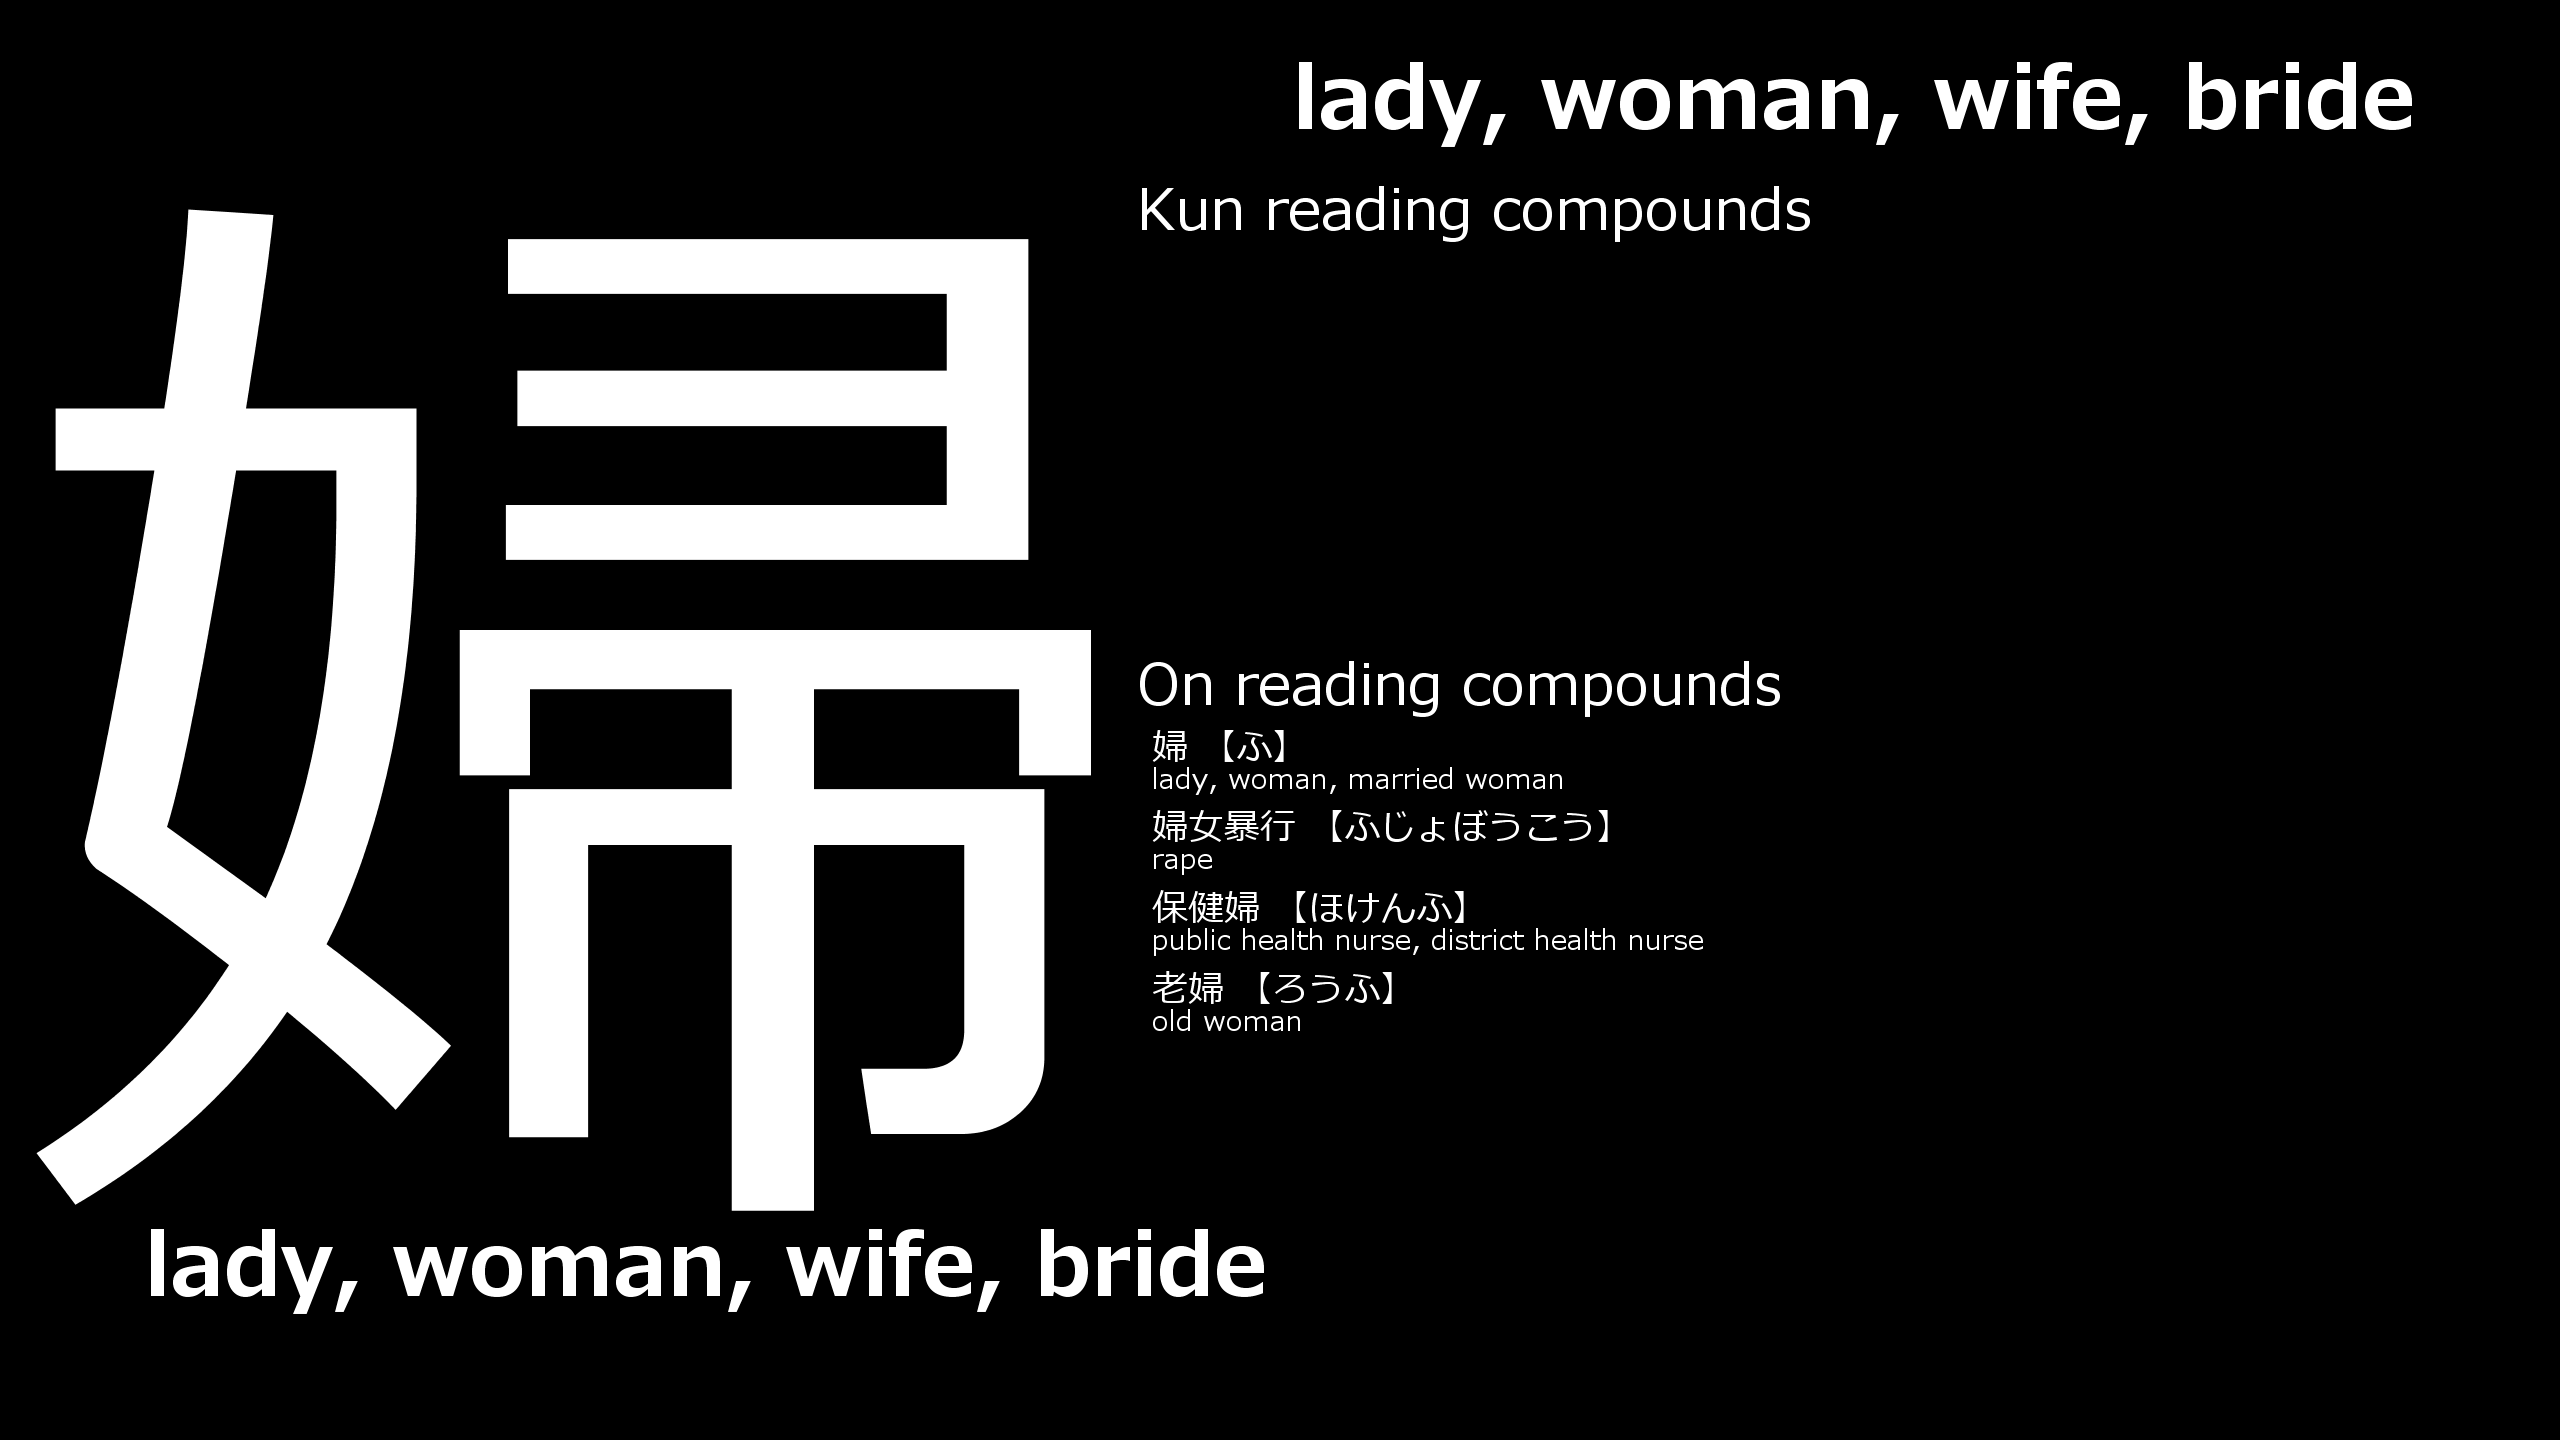 婦
lady, woman, wife, bride
lady, woman, wife, bride
Kun reading compounds
On reading compounds
婦 【ふ】
lady, woman, married woman
婦女暴行 【ふじょぼうこう】
rape
保健婦 【ほけんふ】
public health nurse, district health nurse
老婦 【ろうふ】
old woman